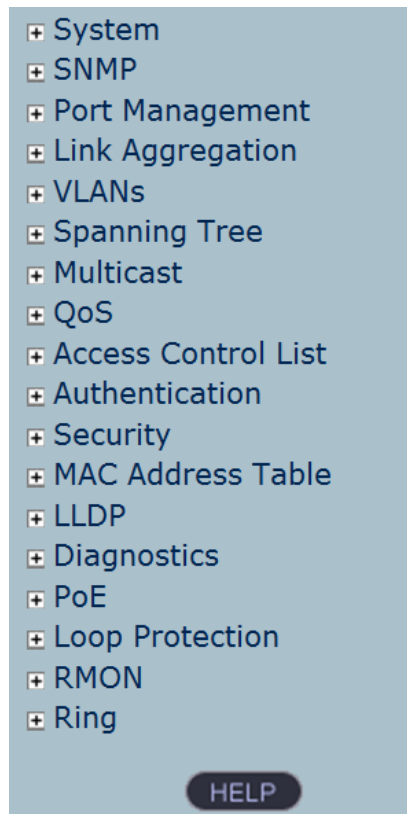 System
SNMP
Port Management
Link Aggregation
VLANs
Spanning Tree
Multicast
QoS
Access Control List
Authentication
Security
MAC Address Table
LLDP
Diagnostics
PoE
Loop Protection
RMON
Ring
HELP